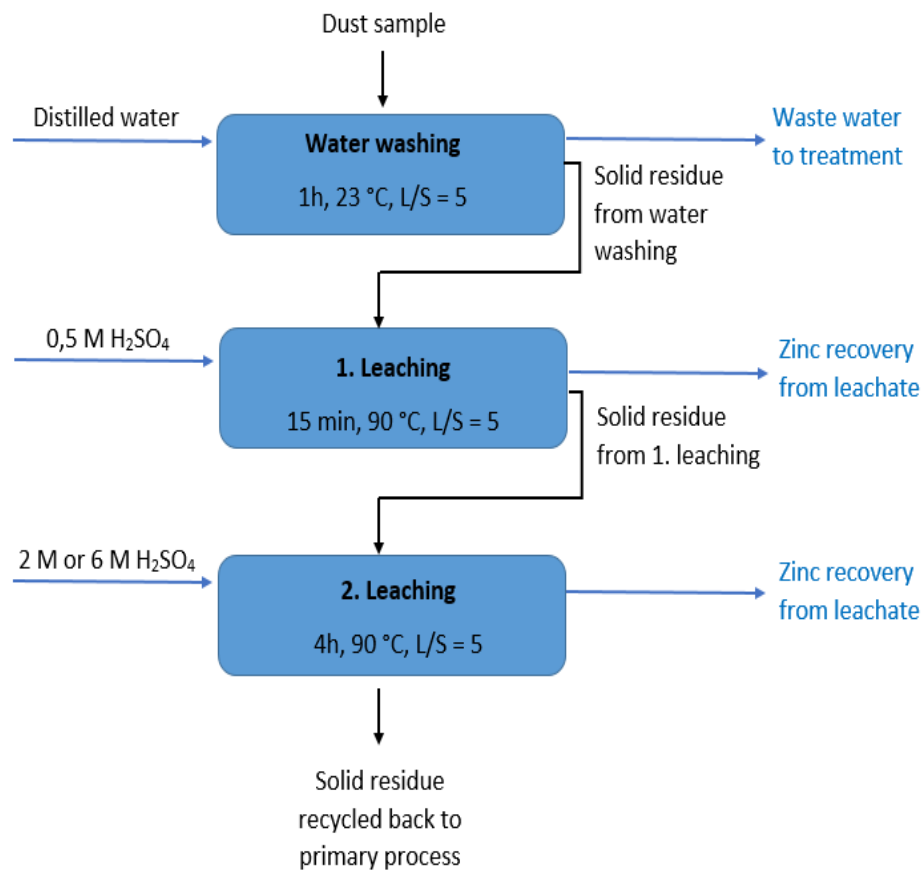 Dust sample
Distilled water
Water washing
1h, 23 °C, L/S = 5
Waste water
to treatment
Solid residue
from water
washing
0,5 M H₂SO₄
1. Leaching
15 min, 90 °C, L/S = 5
Zinc recovery
from leachate
Solid residue
from 1. leaching
2 M or 6 M H₂SO₄
2. Leaching
4h, 90 °C, L/S = 5
Zinc recovery
from leachate
Solid residue
recycled back to
primary process